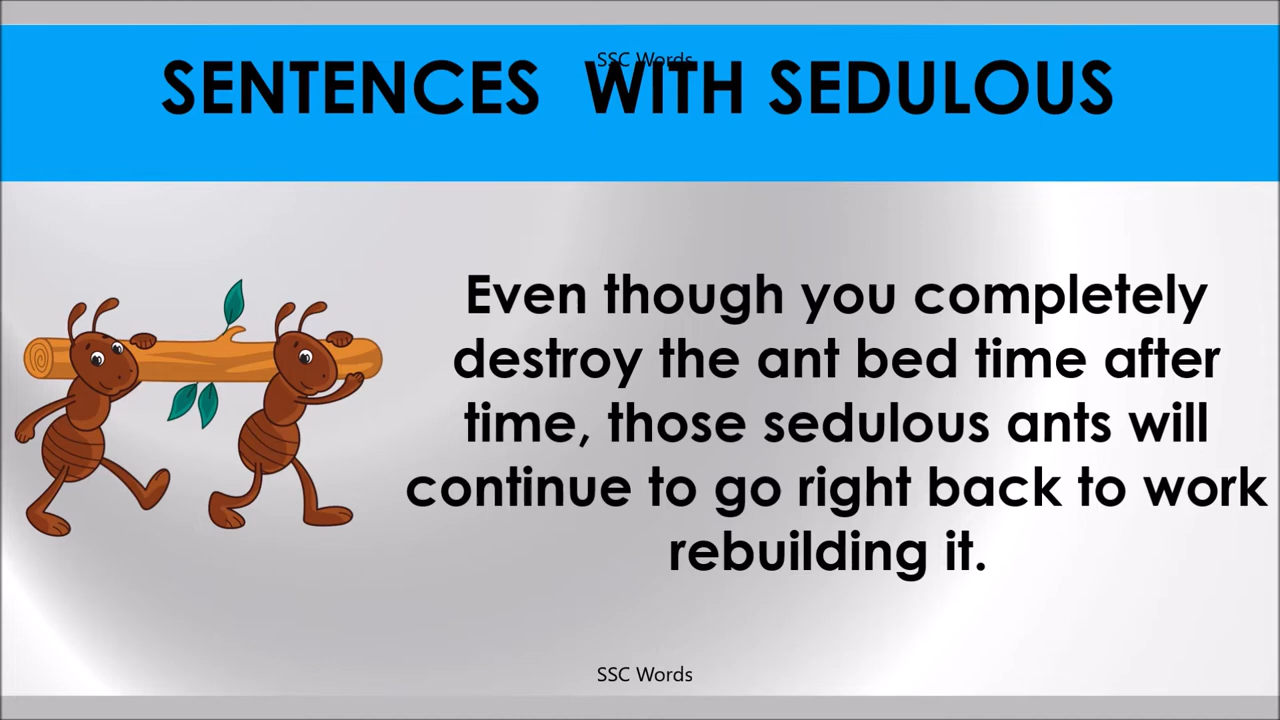 SSC Words
SENTENCES  WITH SEDULOUS
Even though you completely
destroy the ant bed time after
time, those sedulous ants will
continue to go right back to work
rebuilding it.
SSC Words